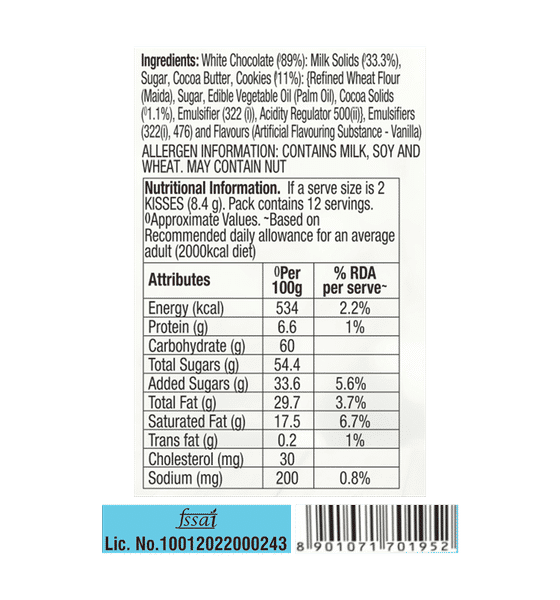 Ingredients: White Chocolate (⁰89%): Milk Solids (⁰33.3%),
Sugar, Cocoa Butter, Cookies (⁰11%): {Refined Wheat Flour
(Maida), Sugar, Edible Vegetable Oil (Palm Oil), Cocoa Solids
(⁰1.1%), Emulsifier (322 (i)), Acidity Regulator 500(ii)}, Emulsifiers
(322(i), 476) and Flavours (Artificial Flavouring Substance - Vanilla)
ALLERGEN INFORMATION: CONTAINS MILK, SOY AND
WHEAT. MAY CONTAIN NUT
Nutritional Information. If a serve size is 2
KISSES (8.4 g). Pack contains 12 servings.
⁰Approximate Values. ~Based on
Recommended daily allowance for an average
adult (2000kcal diet)
Attributes ⁰Per 100g % RDA per serve~
Energy (kcal) 534 2.2%
Protein (g) 6.6 1%
Carbohydrate (g) 60
Total Sugars (g) 54.4
Added Sugars (g) 33.6 5.6%
Total Fat (g) 29.7 3.7%
Saturated Fat (g) 17.5 6.7%
Trans fat (g) 0.2 1%
Cholesterol (mg) 30
Sodium (mg) 200 0.8%
fssai
Lic. No.10012022000243
8 901071 701952